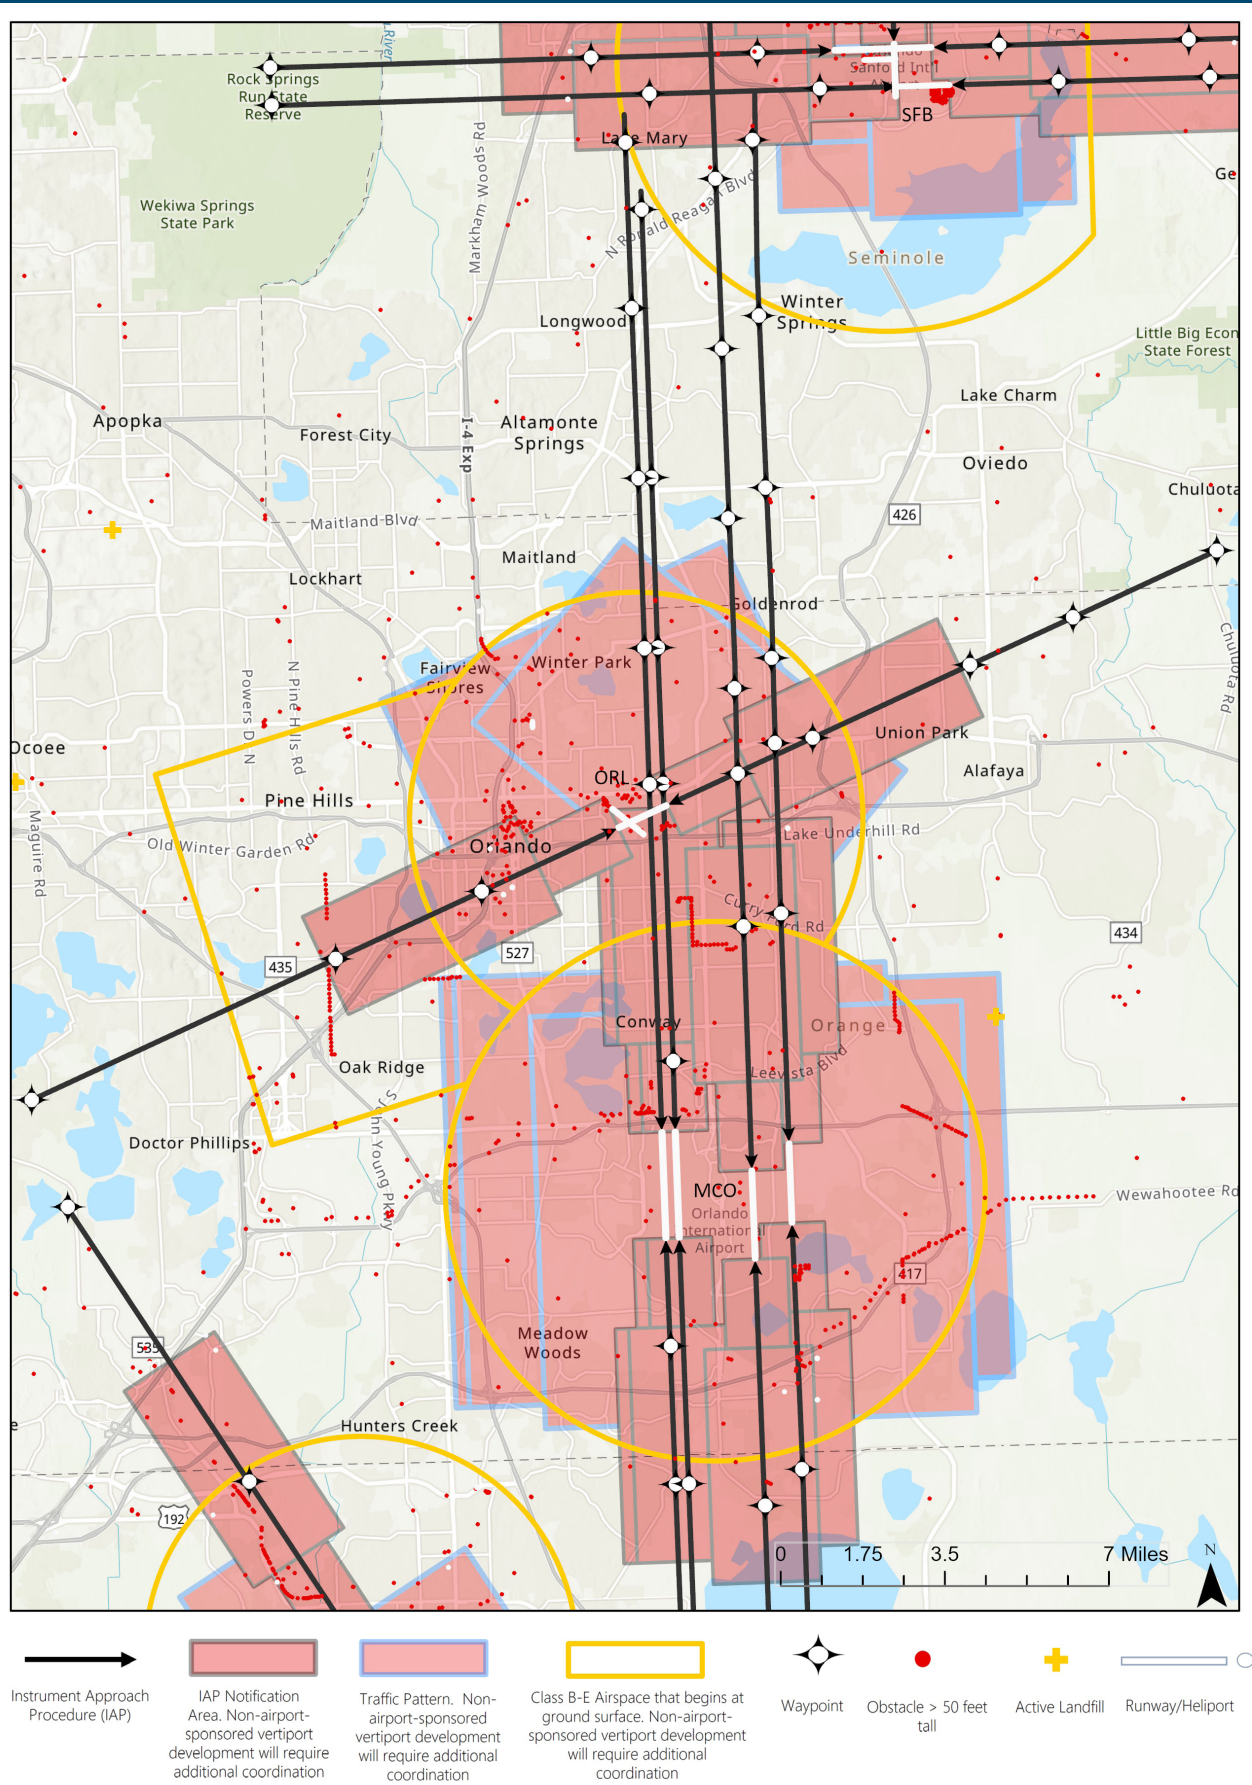 River
Rock Springs
Run State
Reserve
Sanford Int'l
SFB
Lake Mary
Markham Woods Rd
N Ronald Reagan Blvd
Ge
Wekiwa Springs
State Park
Seminole
Longwood
Winter
Springs
Little Big Econ
State Forest
Lake Charm
Apopka
Forest City
I-4 Exp
Altamonte
Springs
Oviedo
Chuluota
426
Maitland Blvd
Maitland
Lockhart
Goldenrod
Chuluota Rd
Fairview
Shores
Winter Park
Powers Dr N
N Pine Hills Rd
Ocoee
Union Park
Alafaya
ORL
Pine Hills
Maguire Rd
Old Winter Garden Rd
Orlando
Lake Underhill Rd
Curry Ford Rd
434
527
435
Conway
Orange
Leevista Blvd
Oak Ridge
S John Young Pkwy
Doctor Phillips
MCO
Orlando
International
Airport
Wewahootee Rd
417
535
Meadow
Woods
e
Hunters Creek
192
0
1.75
3.5
7 Miles
N
Instrument Approach
Procedure (IAP)
IAP Notification
Area. Non-airport-
sponsored vertiport
development will require
additional coordination
Traffic Pattern. Non-
airport-sponsored
vertiport development
will require additional
coordination
Class B-E Airspace that begins at
ground surface. Non-airport-
sponsored vertiport development
will require additional
coordination
Waypoint
Obstacle > 50 feet
tall
Active Landfill
Runway/Heliport